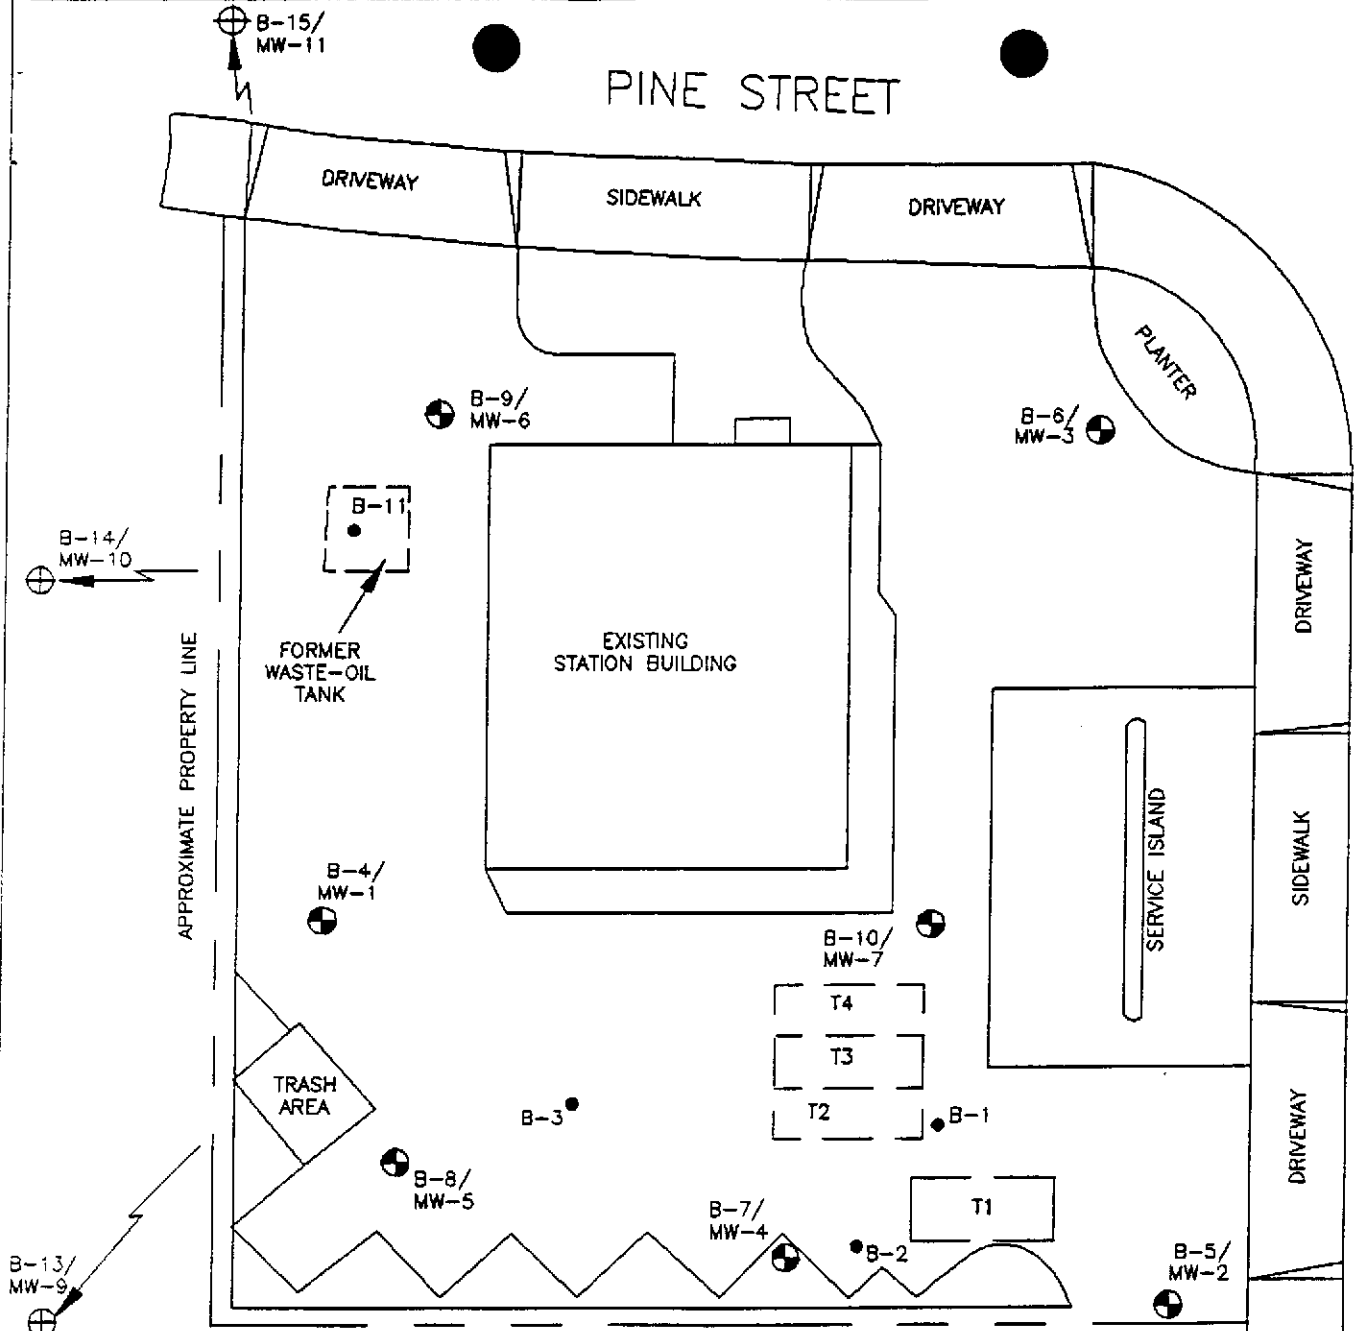 B-15/
MW-11
PINE STREET
DRIVEWAY
SIDEWALK
DRIVEWAY
PLANTER
B-9/
MW-6
B-6/
MW-3
B-11
B-14/
MW-10
DRIVEWAY
FORMER
WASTE-OIL
TANK
EXISTING
STATION BUILDING
APPROXIMATE PROPERTY LINE
SERVICE ISLAND
SIDEWALK
B-4/
MW-1
B-10/
MW-7
T4
T3
T2
TRASH
AREA
B-3
B-1
DRIVEWAY
B-8/
MW-5
T1
B-7/
MW-4
B-2
B-5/
MW-2
B-13/
MW-9